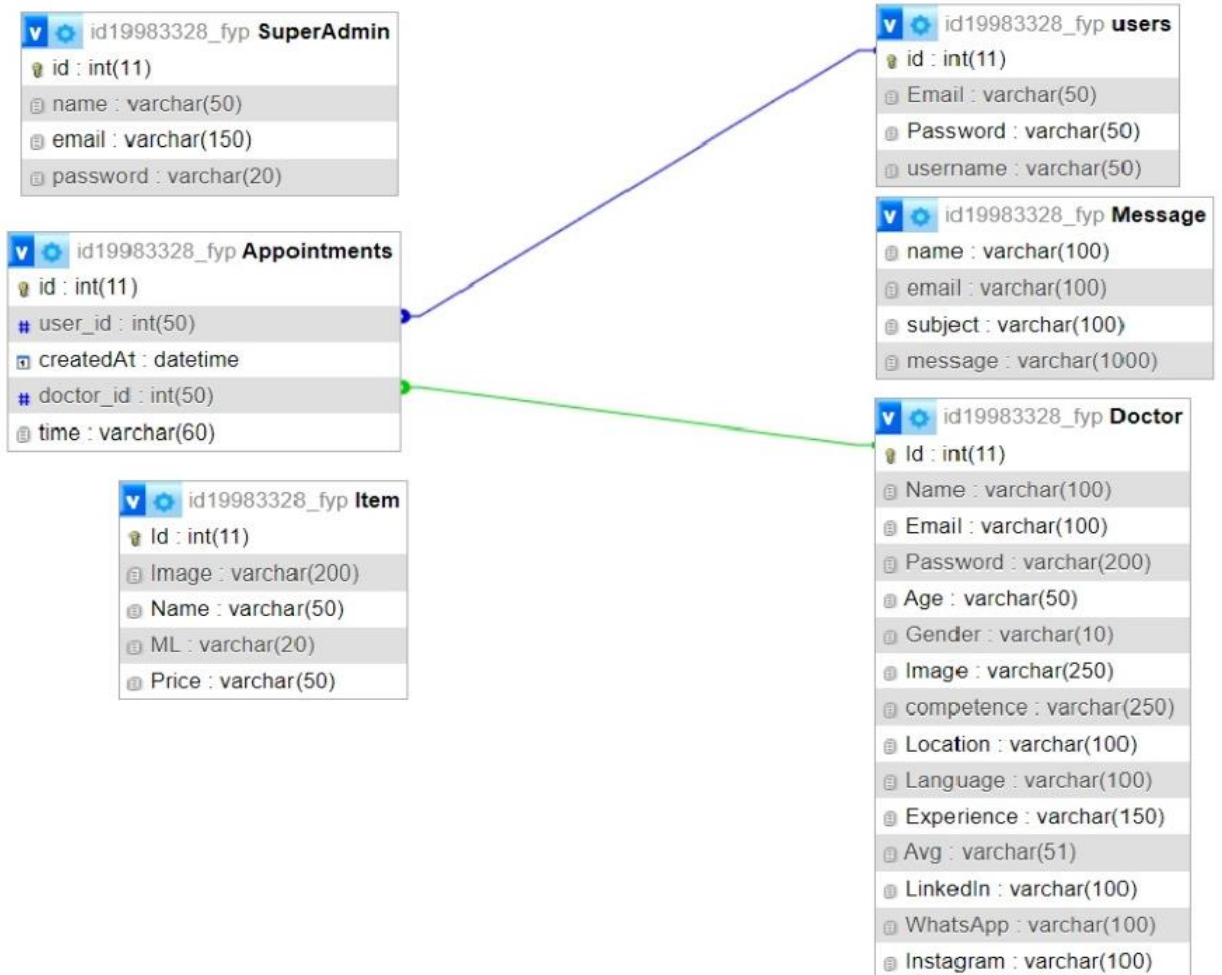 id19983328_fyp SuperAdmin
id : int(11)
name : varchar(50)
email : varchar(150)
password : varchar(20)
id19983328_fyp Appointments
id : int(11)
# user_id : int(50)
createdAt : datetime
# doctor_id : int(50)
time : varchar(60)
id19983328_fyp Item
Id : int(11)
Image : varchar(200)
Name : varchar(50)
ML : varchar(20)
Price : varchar(50)
id19983328_fyp users
id : int(11)
Email : varchar(50)
Password : varchar(50)
username : varchar(50)
id19983328_fyp Message
name : varchar(100)
email : varchar(100)
subject : varchar(100)
message : varchar(1000)
id19983328_fyp Doctor
Id : int(11)
Name : varchar(100)
Email : varchar(100)
Password : varchar(200)
Age : varchar(50)
Gender : varchar(10)
Image : varchar(250)
competence : varchar(250)
Location : varchar(100)
Language : varchar(100)
Experience : varchar(150)
Avg : varchar(51)
LinkedIn : varchar(100)
WhatsApp : varchar(100)
Instagram : varchar(100)